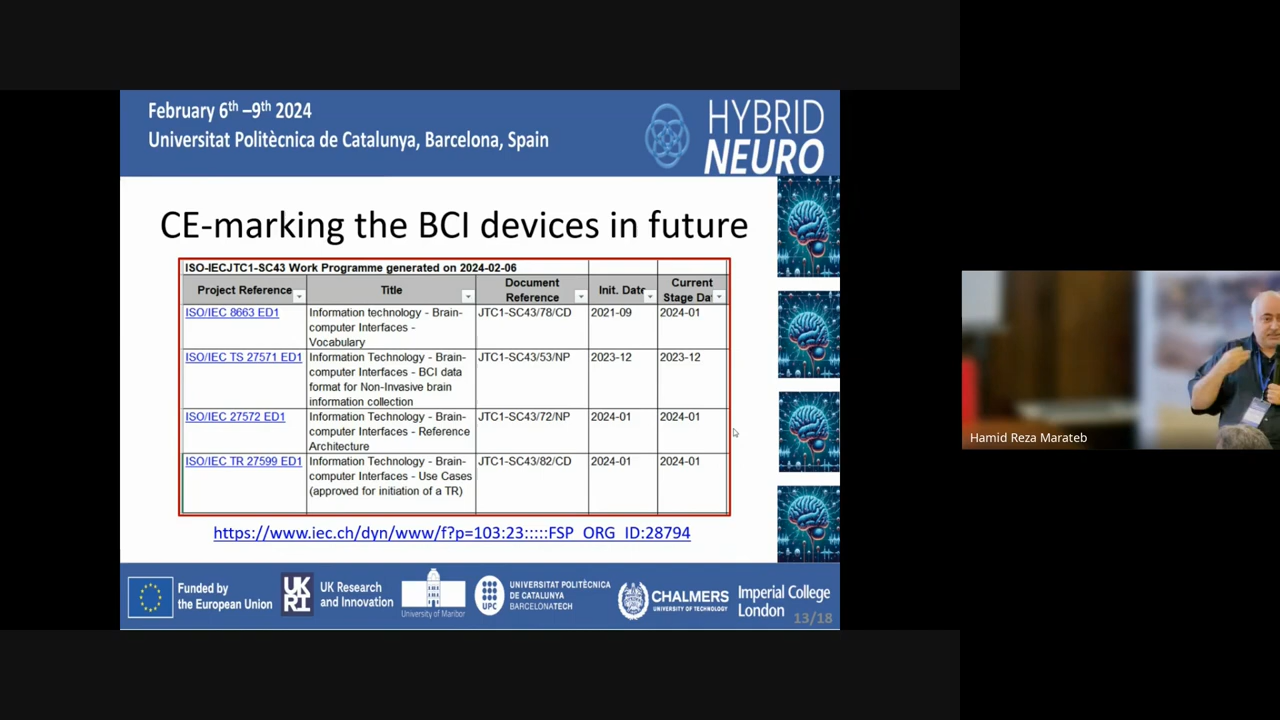 February 6th –9th 2024
Universitat Politècnica de Catalunya, Barcelona, Spain
HYBRID
NEURO
CE-marking the BCI devices in future
ISO-IECJTC1-SC43 Work Programme generated on 2024-02-06
Project Reference
Title
Document
Reference
Init. Date
Current
Stage Dat
ISO/IEC 8663 ED1
Information technology - Brain-
computer Interfaces -
Vocabulary
JTC1-SC43/78/CD
2021-09
2024-01
ISO/IEC TS 27571 ED1
Information Technology - Brain-
computer Interfaces - BCI data
format for Non-Invasive brain
information collection
JTC1-SC43/53/NP
2023-12
2023-12
ISO/IEC 27572 ED1
Information Technology - Brain-
computer Interfaces - Reference
Architecture
JTC1-SC43/72/NP
2024-01
2024-01
ISO/IEC TR 27599 ED1
Information Technology - Brain-
computer Interfaces - Use Cases
(approved for initiation of a TR)
JTC1-SC43/82/CD
2024-01
2024-01
https://www.iec.ch/dyn/www/f?p=103:23:::::FSP_ORG_ID:28794
Funded by
the European Union
UK
RI
UK Research
and Innovation
University of Maribor
UPC
UNIVERSITAT POLITÈCNICA
DE CATALUNYA
BARCELONATECH
CHALMERS
UNIVERSITY OF TECHNOLOGY
Imperial College
London
13/18
Hamid Reza Marateb